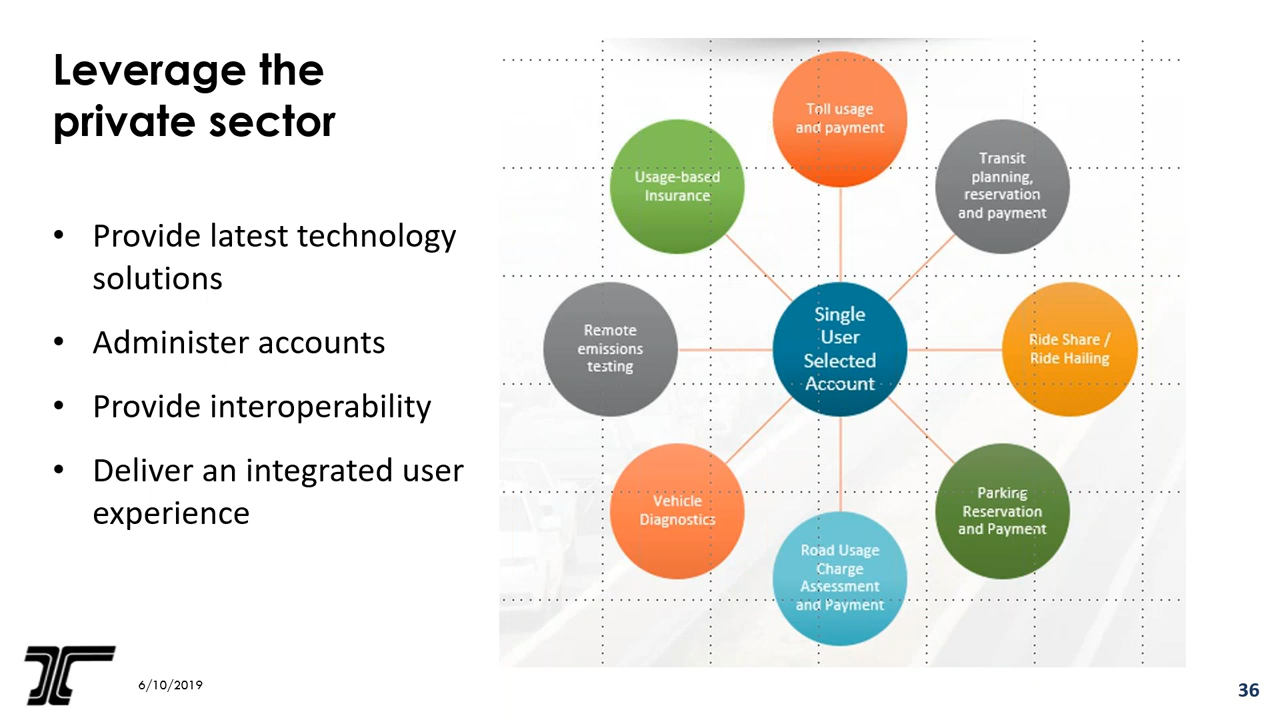 Leverage the
private sector
• Provide latest technology
solutions
• Administer accounts
• Provide interoperability
• Deliver an integrated user
experience
Toll usage
and payment
Transit
planning,
reservation
and payment
Ride Share /
Ride Hailing
Parking
Reservation
and Payment
Road Usage
Charge
Assessment
and Payment
Vehicle
Diagnostics
Remote
emissions
testing
Usage-based
Insurance
Single
User
Selected
Account
6/10/2019
36